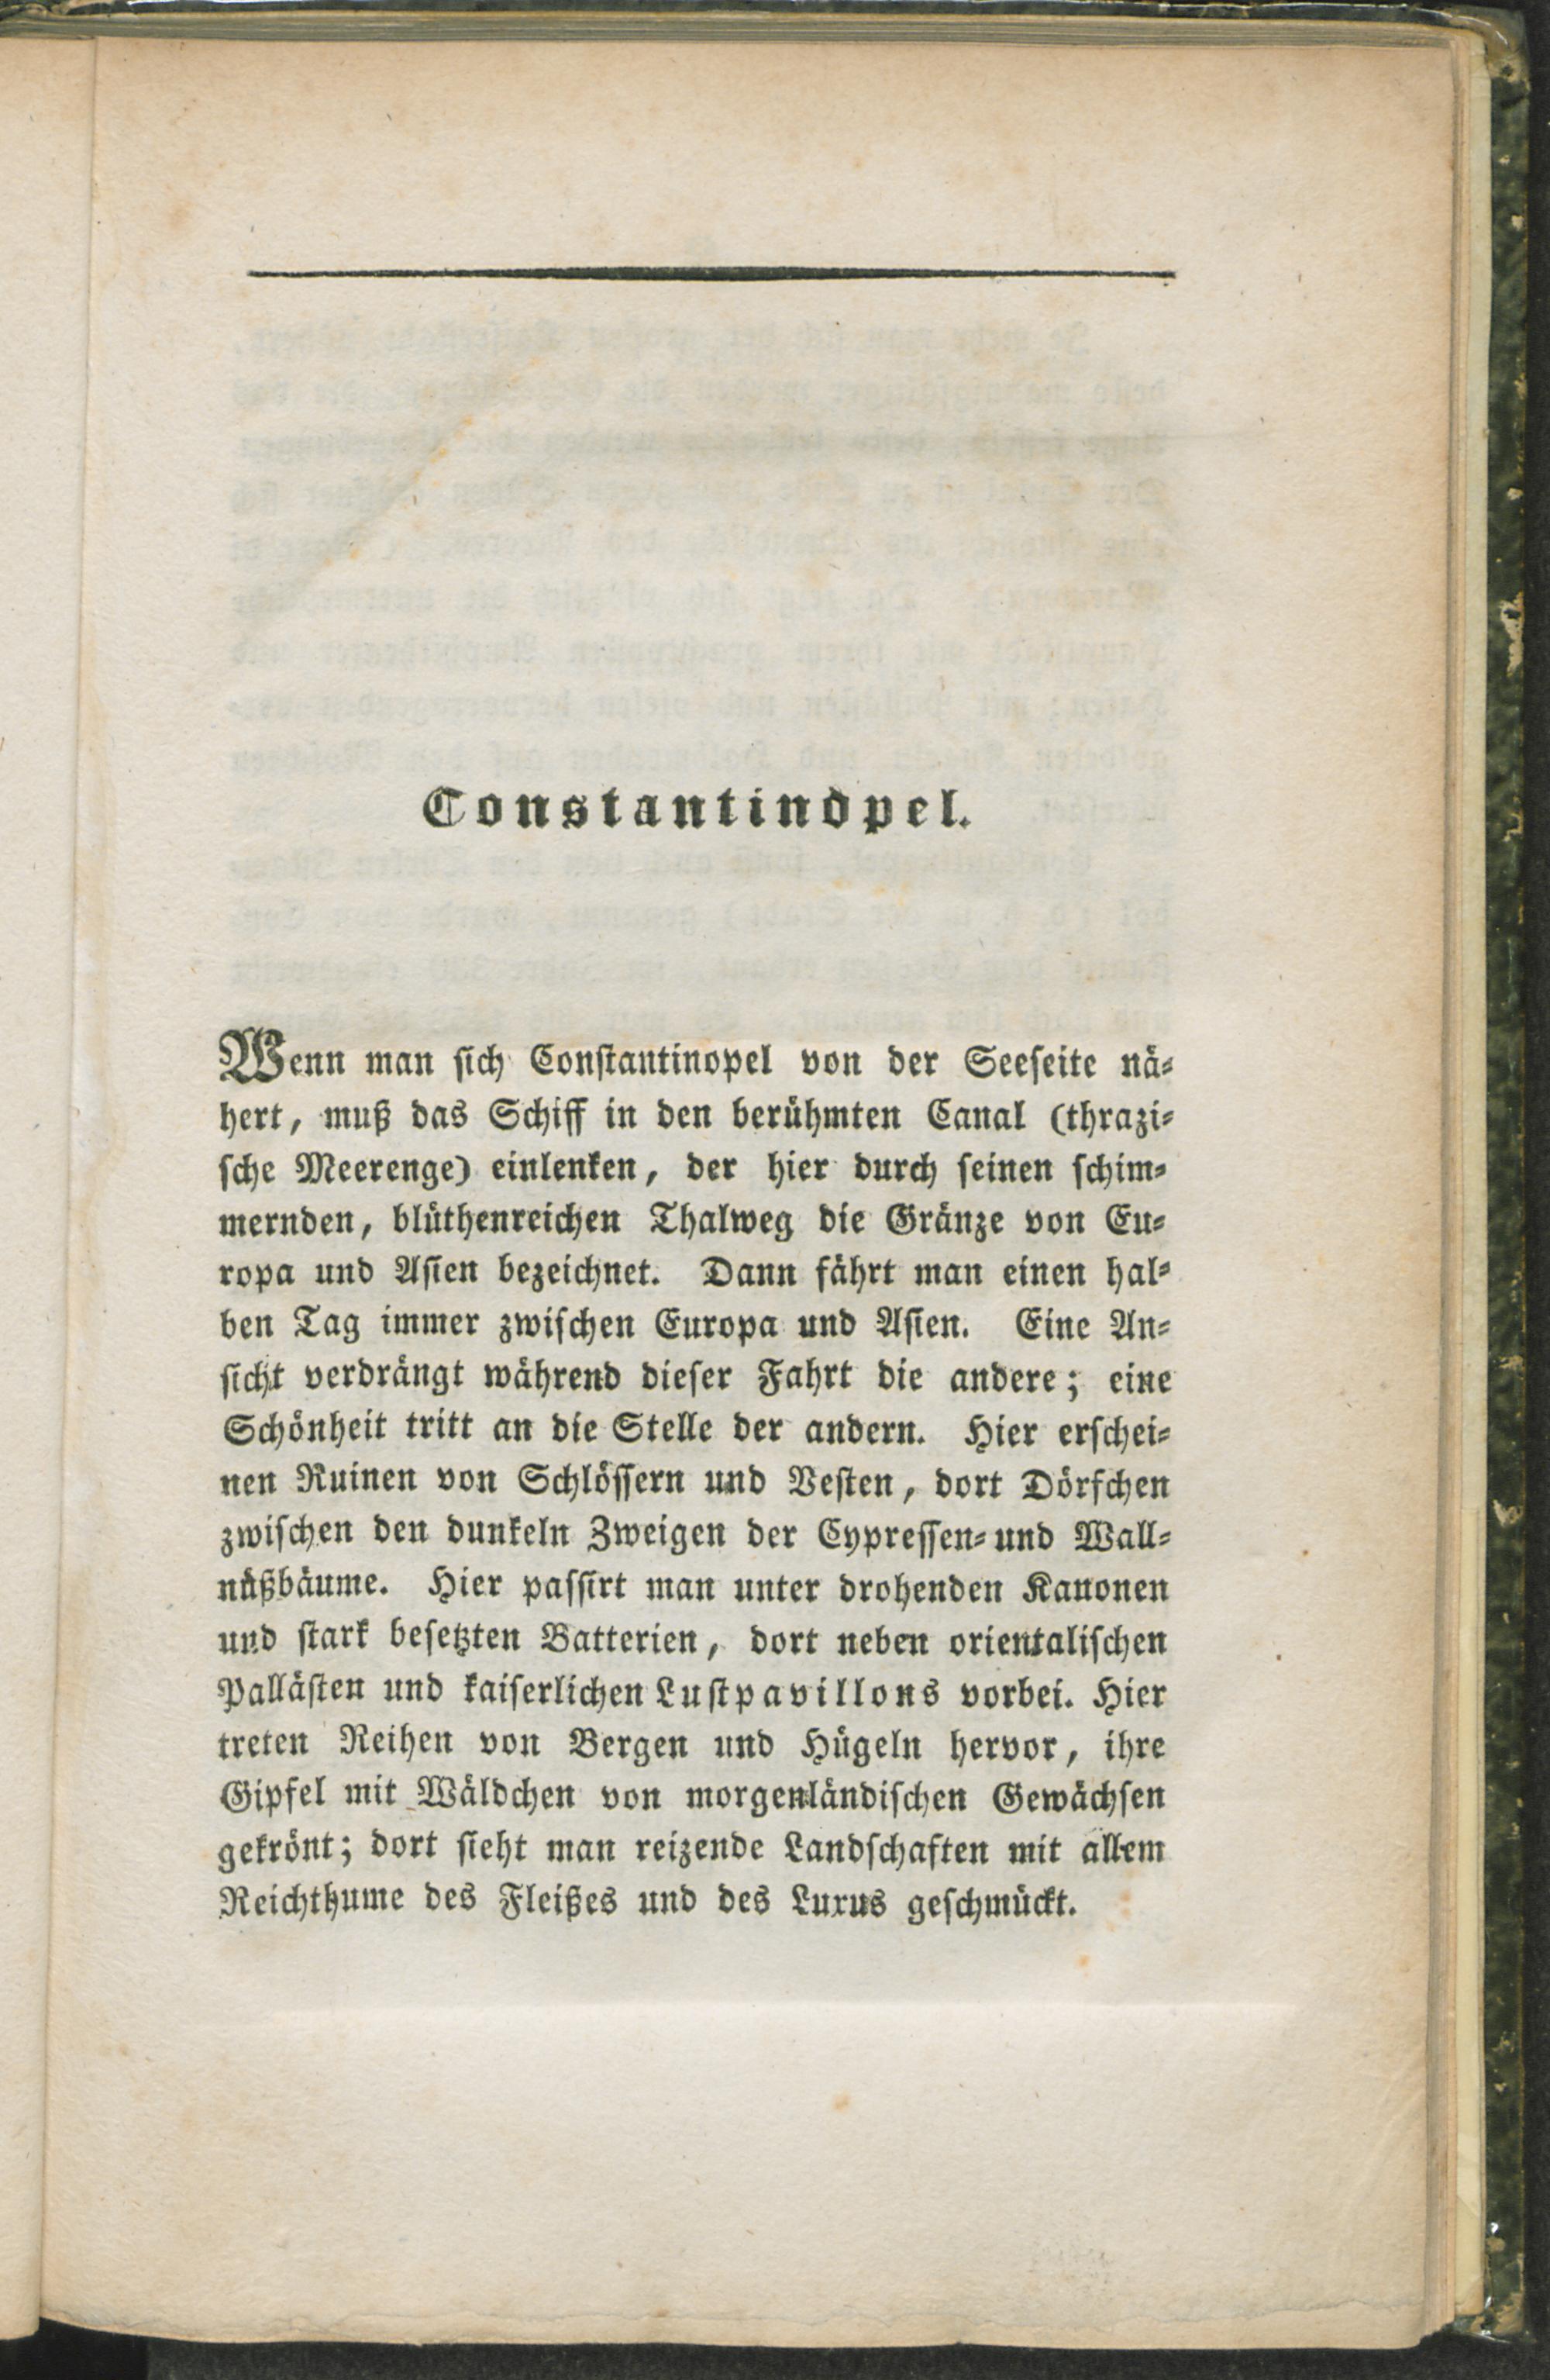 Constantinopel.
Wenn man ſich Conſtantinopel von der Seeſeite nä⸗
hert, muß das Schiff in den berühmten Canal (thrazi⸗
ſche Meerenge) einlenken, der hier durch ſeinen ſchim⸗
mernden, blüthenreichen Thalweg die Gränze von Eu⸗
ropa und Aſien bezeichnet. Dann fährt man einen hal⸗
ben Tag immer zwiſchen Europa und Aſien. Eine An⸗
ſicht verdrängt während dieſer Fahrt die andere; eine
Schönheit tritt an die Stelle der andern. Hier erſchei⸗
nen Ruinen von Schlöſſern und Veſten, dort Dörfchen
zwiſchen den dunkeln Zweigen der Cypreſſen⸗ und Wall⸗
nüßbäume. Hier paſſirt man unter drohenden Kanonen
und ſtark beſetzten Batterien, dort neben orientaliſchen
Palläſten und kaiſerlichen Luſtpavillons vorbei. Hier
treten Reihen von Bergen und Hügeln hervor, ihre
Gipfel mit Wäldchen von morgenländiſchen Gewächſen
gekrönt; dort ſieht man reizende Landſchaften mit allem
Reichthume des Fleißes und des Luxus geſchmückt.